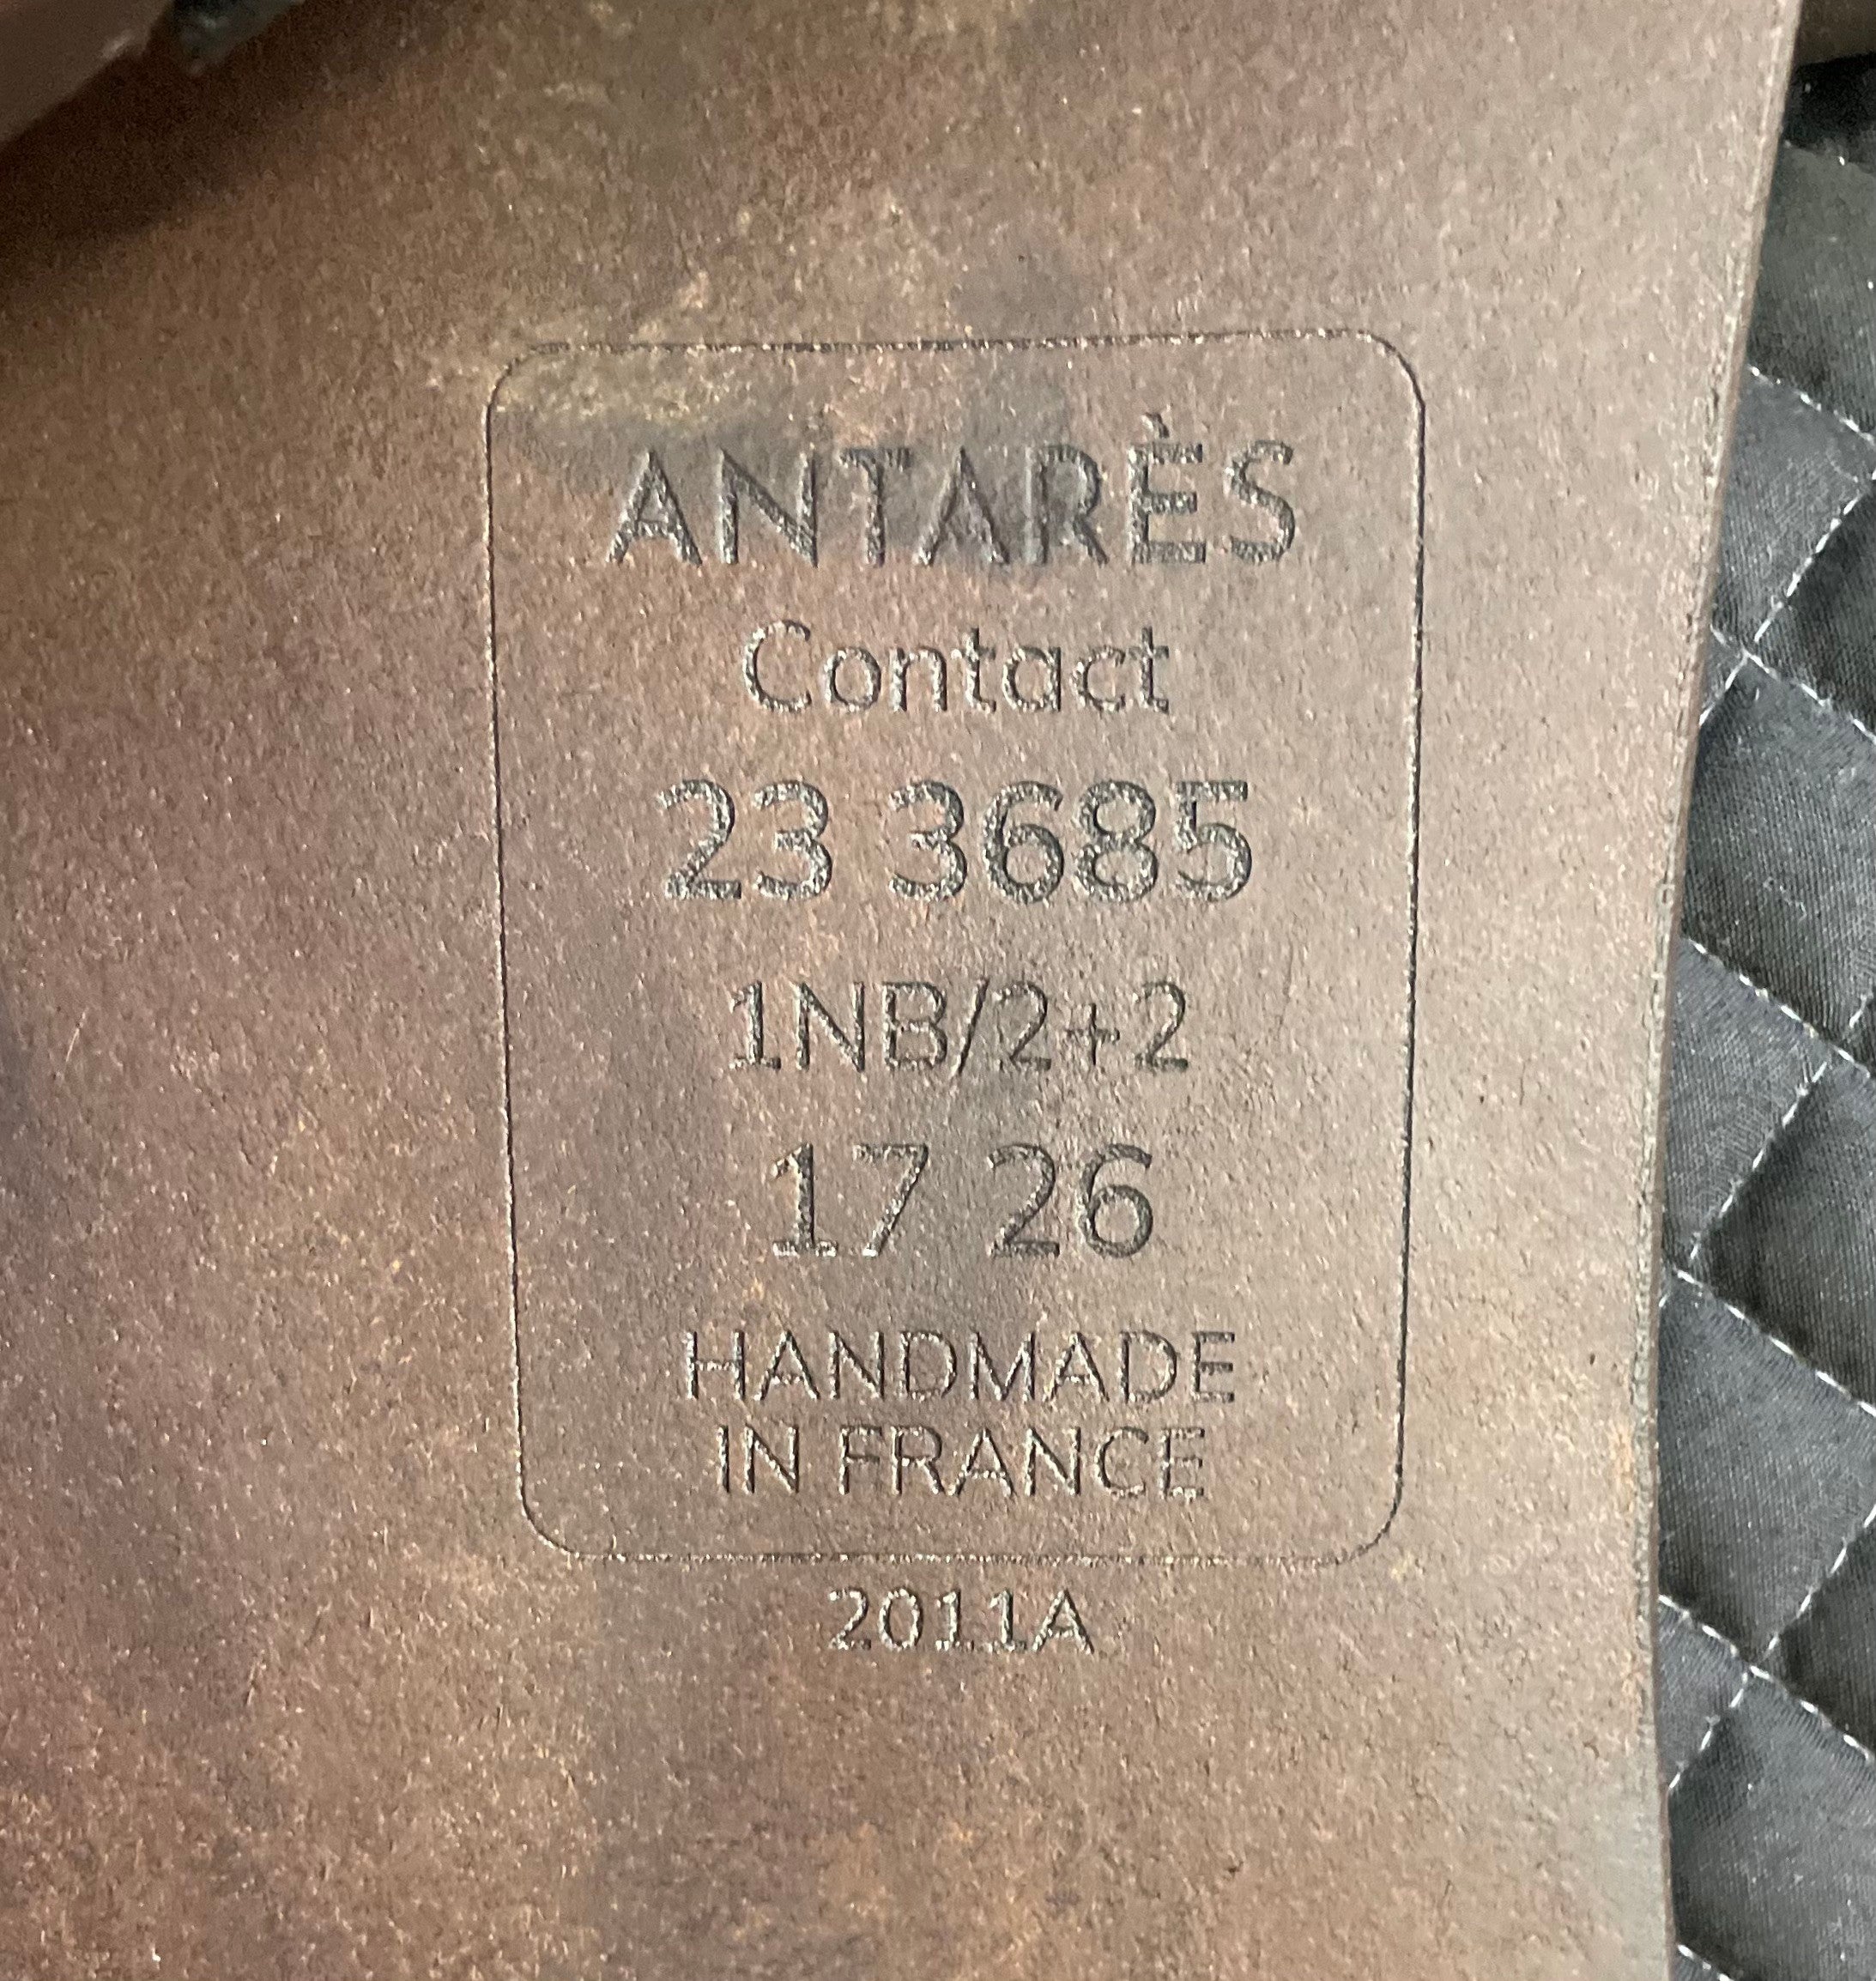 ANTARÈS
Contact
23 3685
1NB/2+2
17 26
HANDMADE
IN FRANCE
2011A